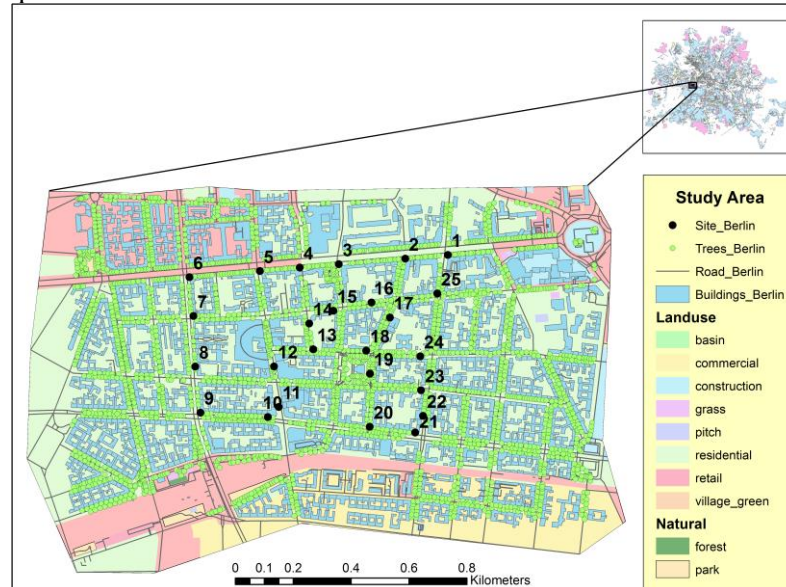 Study Area
Site_Berlin
Trees_Berlin
Road_Berlin
Buildings_Berlin
Landuse
basin
commercial
construction
grass
pitch
residential
retail
village_green
Natural
forest
park
1
2
3
4
5
6
25
16
15
17
7
14
13
18
24
8
12
19
23
11
9
10
22
20
21
0 0.1 0.2 0.4 0.6 0.8
Kilometers